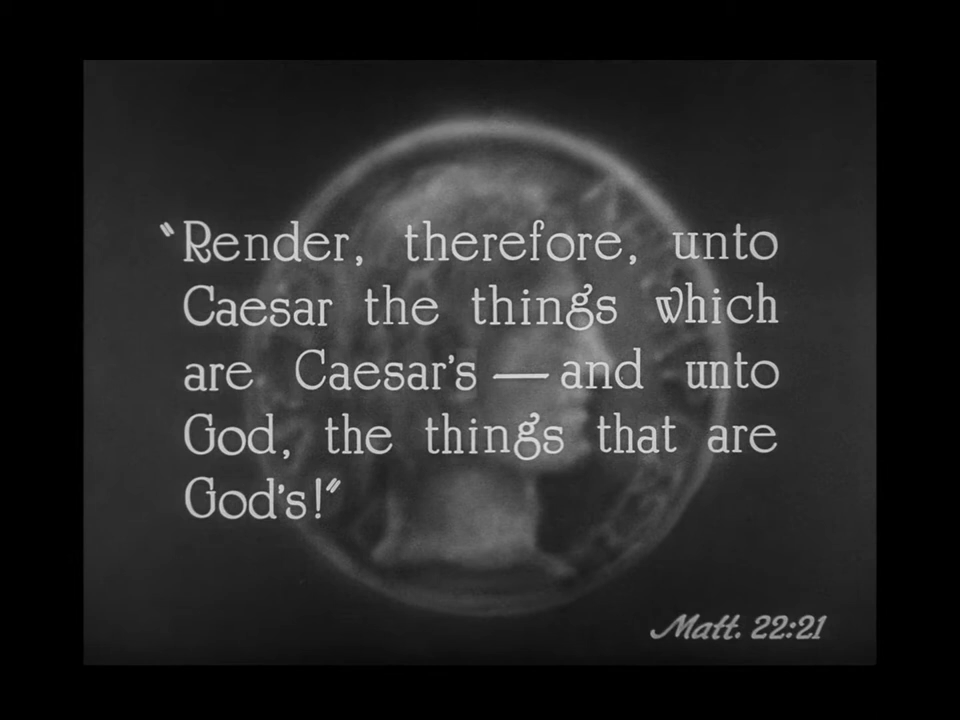 "Render, therefore, unto
Caesar the things which
are Caesar's — and unto
God, the things that are
God's!"
Matt. 22:21